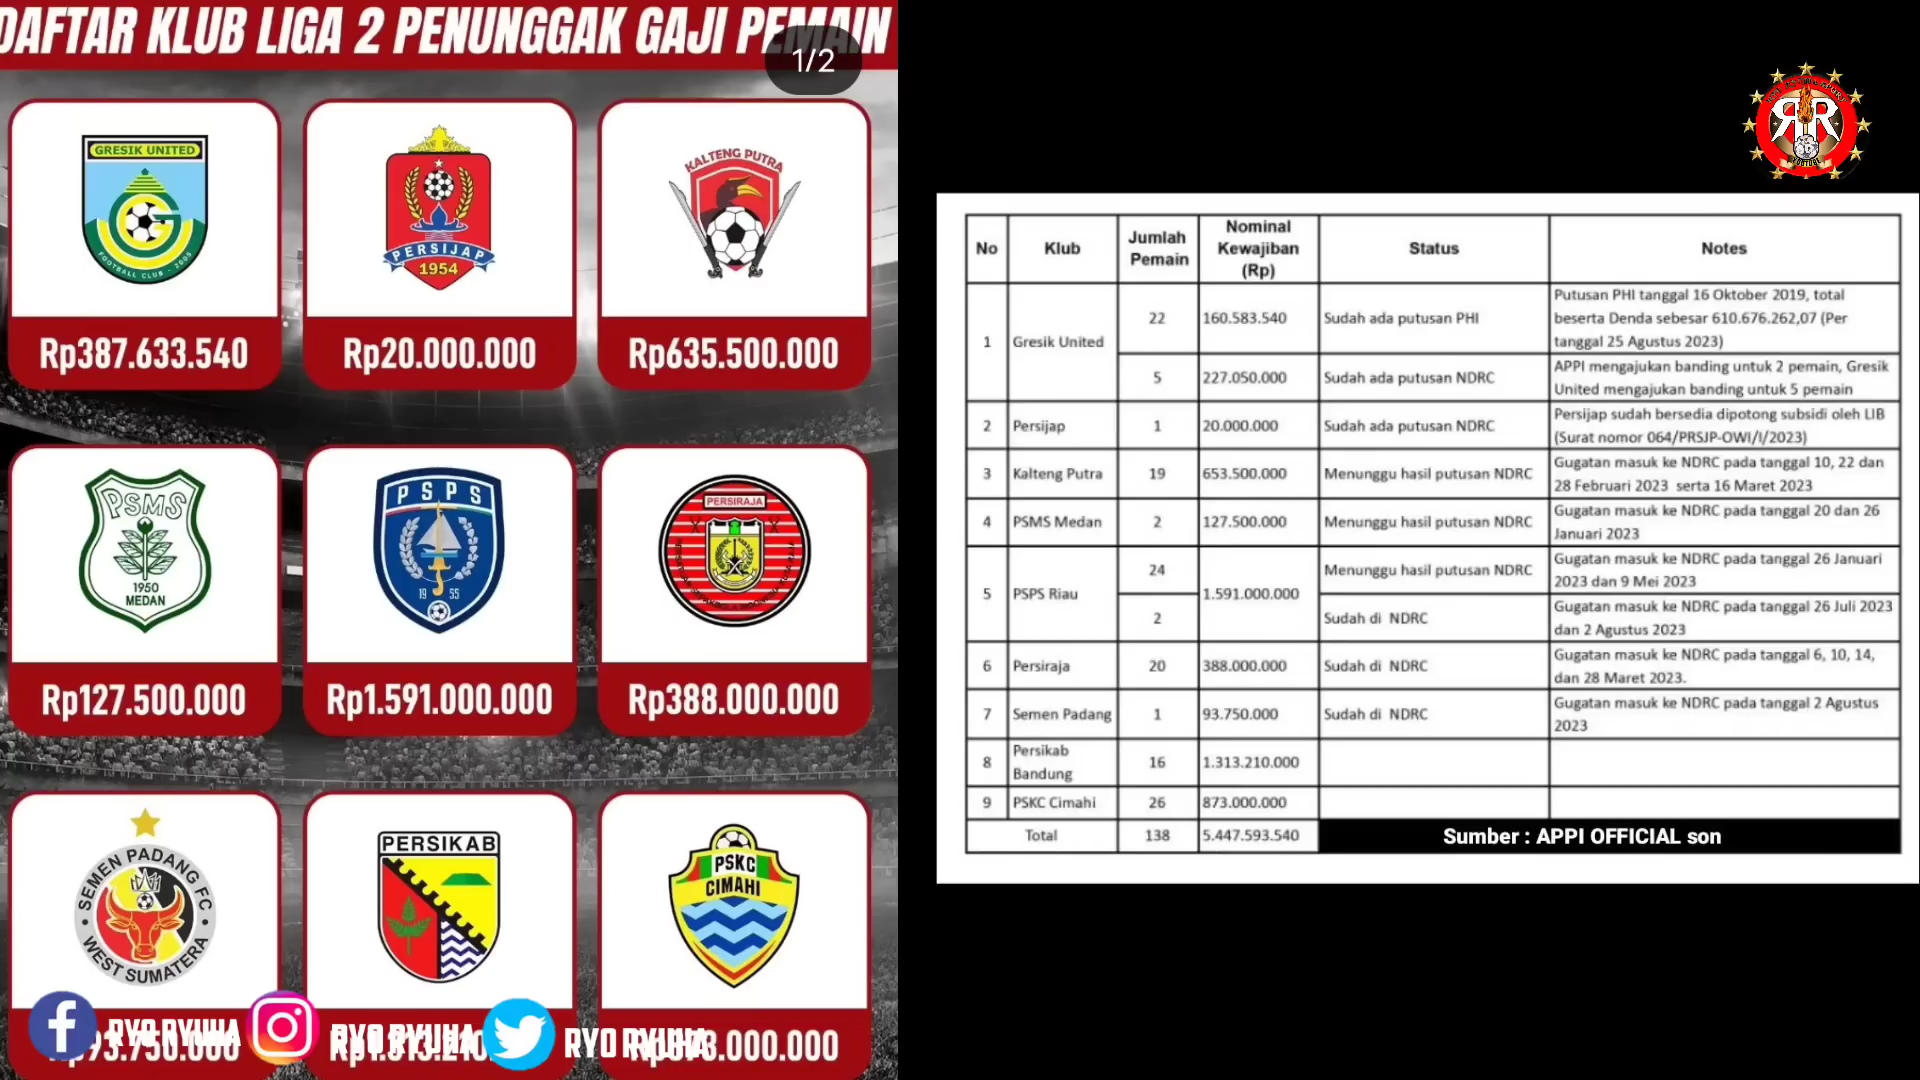 DAFTAR KLUB LIGA 2 PENUNGGAK GAJI PEMAIN
1/2
GRESIK UNITED
FOOTBALL CLUB - 2005
PERSIJAP
1954
KALTENG PUTRA
Rp387.633.540
Rp20.000.000
Rp635.500.000
PSMS
1950
MEDAN
PSPS
19 55
PERSIRAJA
Rp127.500.000
Rp1.591.000.000
Rp388.000.000
SEMEN PADANG FC
WEST SUMATERA
PERSIKAB
PSKC
CIMAHI
RYO RYUHA
RYO RYUHA
RYO RYUHA
.000.000
No Klub Jumlah Pemain Nominal Kewajiban (Rp) Status Notes
1 Gresik United 22 160.583.540 Sudah ada putusan PHI Putusan PHI tanggal 16 Oktober 2019, total
beserta Denda sebesar 610.676.262,07 (Per
tanggal 25 Agustus 2023)
5 227.050.000 Sudah ada putusan NDRC APPI mengajukan banding untuk 2 pemain, Gresik
United mengajukan banding untuk 5 pemain
2 Persijap 1 20.000.000 Sudah ada putusan NDRC Persijap sudah bersedia dipotong subsidi oleh LIB
(Surat nomor 064/PRSJP-OWI/I/2023)
3 Kalteng Putra 19 653.500.000 Menunggu hasil putusan NDRC Gugatan masuk ke NDRC pada tanggal 10, 22 dan
28 Februari 2023 serta 16 Maret 2023
4 PSMS Medan 2 127.500.000 Menunggu hasil putusan NDRC Gugatan masuk ke NDRC pada tanggal 20 dan 26
Januari 2023
5 PSPS Riau 24 1.591.000.000 Menunggu hasil putusan NDRC Gugatan masuk ke NDRC pada tanggal 26 Januari
2023 dan 9 Mei 2023
2 Sudah di NDRC Gugatan masuk ke NDRC pada tanggal 26 Juli 2023
dan 2 Agustus 2023
6 Persiraja 20 388.000.000 Sudah di NDRC Gugatan masuk ke NDRC pada tanggal 6, 10, 14,
dan 28 Maret 2023.
7 Semen Padang 1 93.750.000 Sudah di NDRC Gugatan masuk ke NDRC pada tanggal 2 Agustus
2023
8 Persikab Bandung 16 1.313.210.000
9 PSKC Cimahi 26 873.000.000
Total 138 5.447.593.540 Sumber : APPI OFFICIAL son